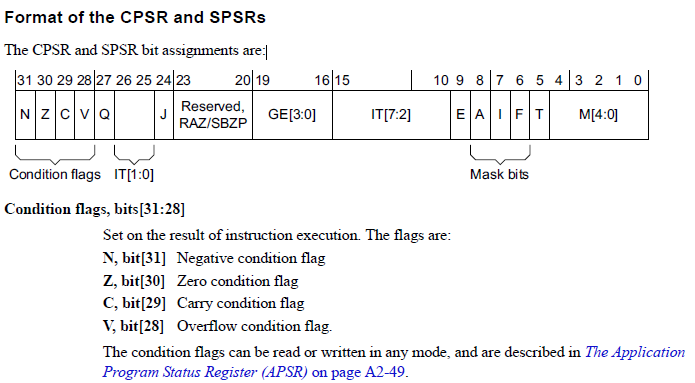 Format of the CPSR and SPSRs
The CPSR and SPSR bit assignments are:
31 30 29 28 27 26 25 24 23 20 19 16 15 10 9 8 7 6 5 4 3 2 1 0
N Z C V Q J Reserved, RAZ/SBZP GE[3:0] IT[7:2] E A I F T M[4:0]
Condition flags IT[1:0] Mask bits
Condition flags, bits[31:28]
Set on the result of instruction execution. The flags are:
N, bit[31] Negative condition flag
Z, bit[30] Zero condition flag
C, bit[29] Carry condition flag
V, bit[28] Overflow condition flag.
The condition flags can be read or written in any mode, and are described in The Application
Program Status Register (APSR) on page A2-49.